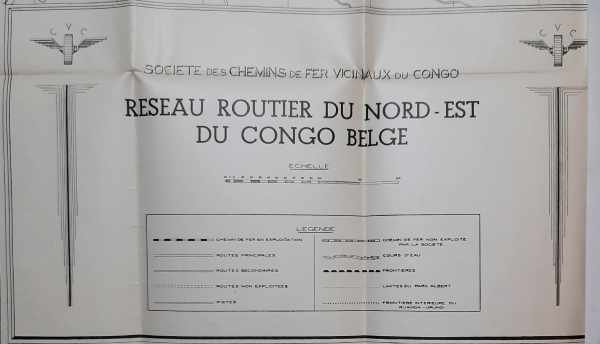 C V C
C V C
SOCIETE DES CHEMINS DE FER VICINAUX DU CONGO
RESEAU ROUTIER DU NORD-EST
DU CONGO BELGE
ECHELLE
LEGENDE
CHEMIN DE FER EN EXPLOITATION
ROUTES PRINCIPALES
ROUTES SECONDAIRES
ROUTES NON EXPLOITEES
PISTES
CHEMIN DE FER NON EXPLOITÉ
PAR LA SOCIÉTÉ
COURS D'EAU
FRONTIERES
LIMITES DU PARC ALBERT
FRONTIERE INTERIEURE DU
RUANDA-URUNDI